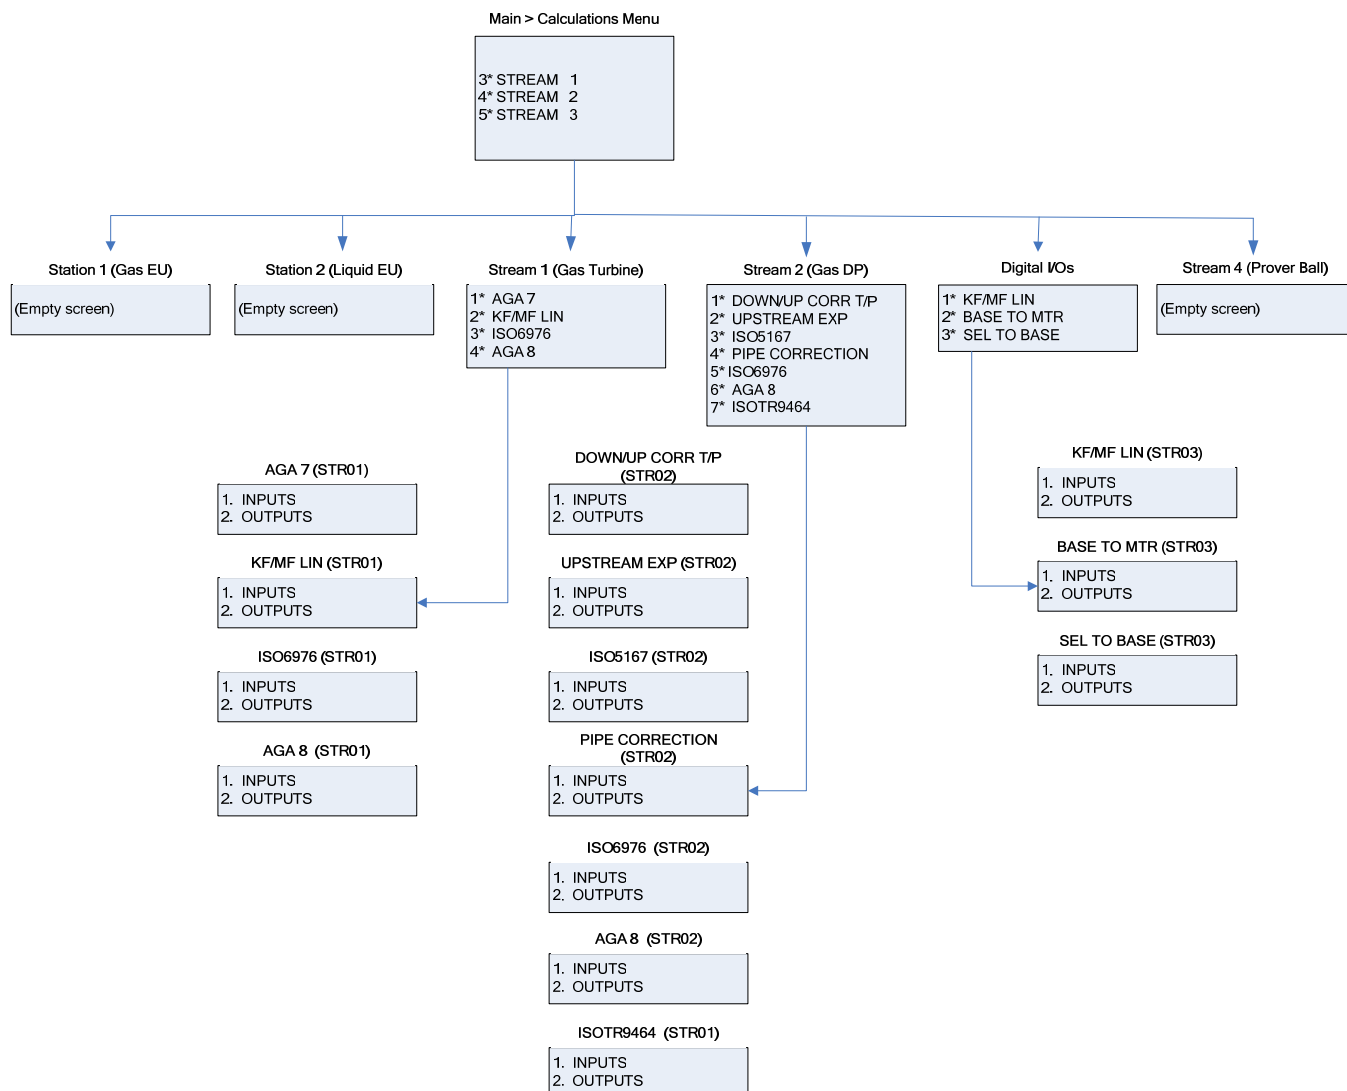 Main > Calculations Menu
3* STREAM 1
4* STREAM 2
5* STREAM 3
Station 1 (Gas EU)
(Empty screen)
Station 2 (Liquid EU)
(Empty screen)
Stream 1 (Gas Turbine)
1* AGA 7
2* KF/MF LIN
3* ISO6976
4* AGA 8
Stream 2 (Gas DP)
1* DOWN/UP CORR T/P
2* UPSTREAM EXP
3* ISO5167
4* PIPE CORRECTION
5* ISO6976
6* AGA 8
7* ISOTR9464
Digital I/Os
1* KF/MF LIN
2* BASE TO MTR
3* SEL TO BASE
Stream 4 (Prover Ball)
(Empty screen)
AGA 7 (STR01)
1. INPUTS
2. OUTPUTS
KF/MF LIN (STR01)
1. INPUTS
2. OUTPUTS
ISO6976 (STR01)
1. INPUTS
2. OUTPUTS
AGA 8 (STR01)
1. INPUTS
2. OUTPUTS
DOWN/UP CORR T/P
(STR02)
1. INPUTS
2. OUTPUTS
UPSTREAM EXP (STR02)
1. INPUTS
2. OUTPUTS
ISO5167 (STR02)
1. INPUTS
2. OUTPUTS
PIPE CORRECTION
(STR02)
1. INPUTS
2. OUTPUTS
ISO6976 (STR02)
1. INPUTS
2. OUTPUTS
AGA 8 (STR02)
1. INPUTS
2. OUTPUTS
ISOTR9464 (STR01)
1. INPUTS
2. OUTPUTS
KF/MF LIN (STR03)
1. INPUTS
2. OUTPUTS
BASE TO MTR (STR03)
1. INPUTS
2. OUTPUTS
SEL TO BASE (STR03)
1. INPUTS
2. OUTPUTS